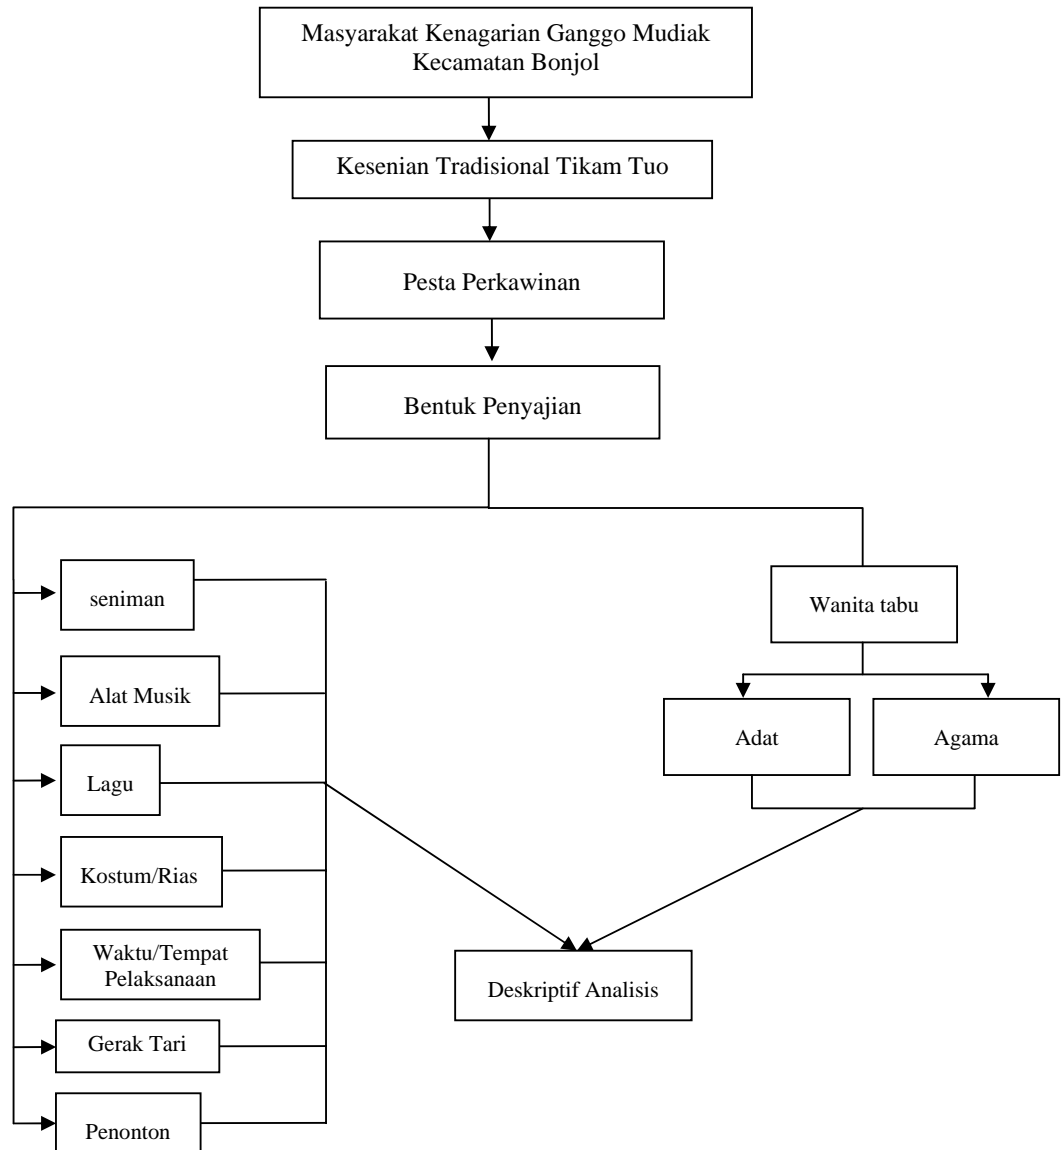 Masyarakat Kenagarian Ganggo Mudiak
Kecamatan Bonjol
Kesenian Tradisional Tikam Tuo
Pesta Perkawinan
Bentuk Penyajian
seniman
Alat Musik
Lagu
Kostum/Rias
Waktu/Tempat
Pelaksanaan
Gerak Tari
Penonton
Wanita tabu
Adat
Agama
Deskriptif Analisis